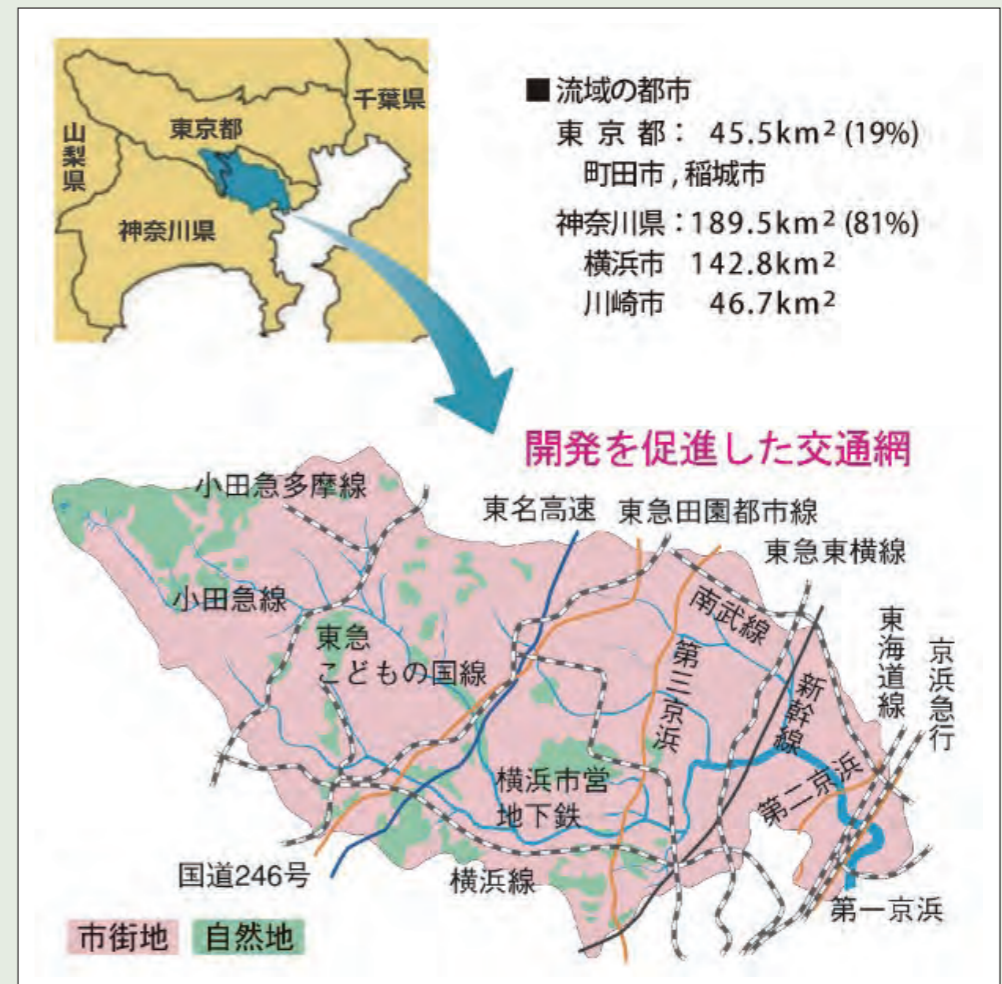 千葉県
東京都
山梨県
神奈川県
■ 流域の都市
東 京 都： 45.5km² (19%)
町田市 , 稲城市
神奈川県：189.5km² (81%)
横浜市 142.8km²
川崎市 46.7km²
開発を促進した交通網
小田急多摩線
東名高速
東急田園都市線
東急東横線
小田急線
東急
こどもの国線
南武線
第三京浜
新幹線
東海道線
京浜急行
横浜市営
地下鉄
第二京浜
国道246号
横浜線
第一京浜
市街地
自然地